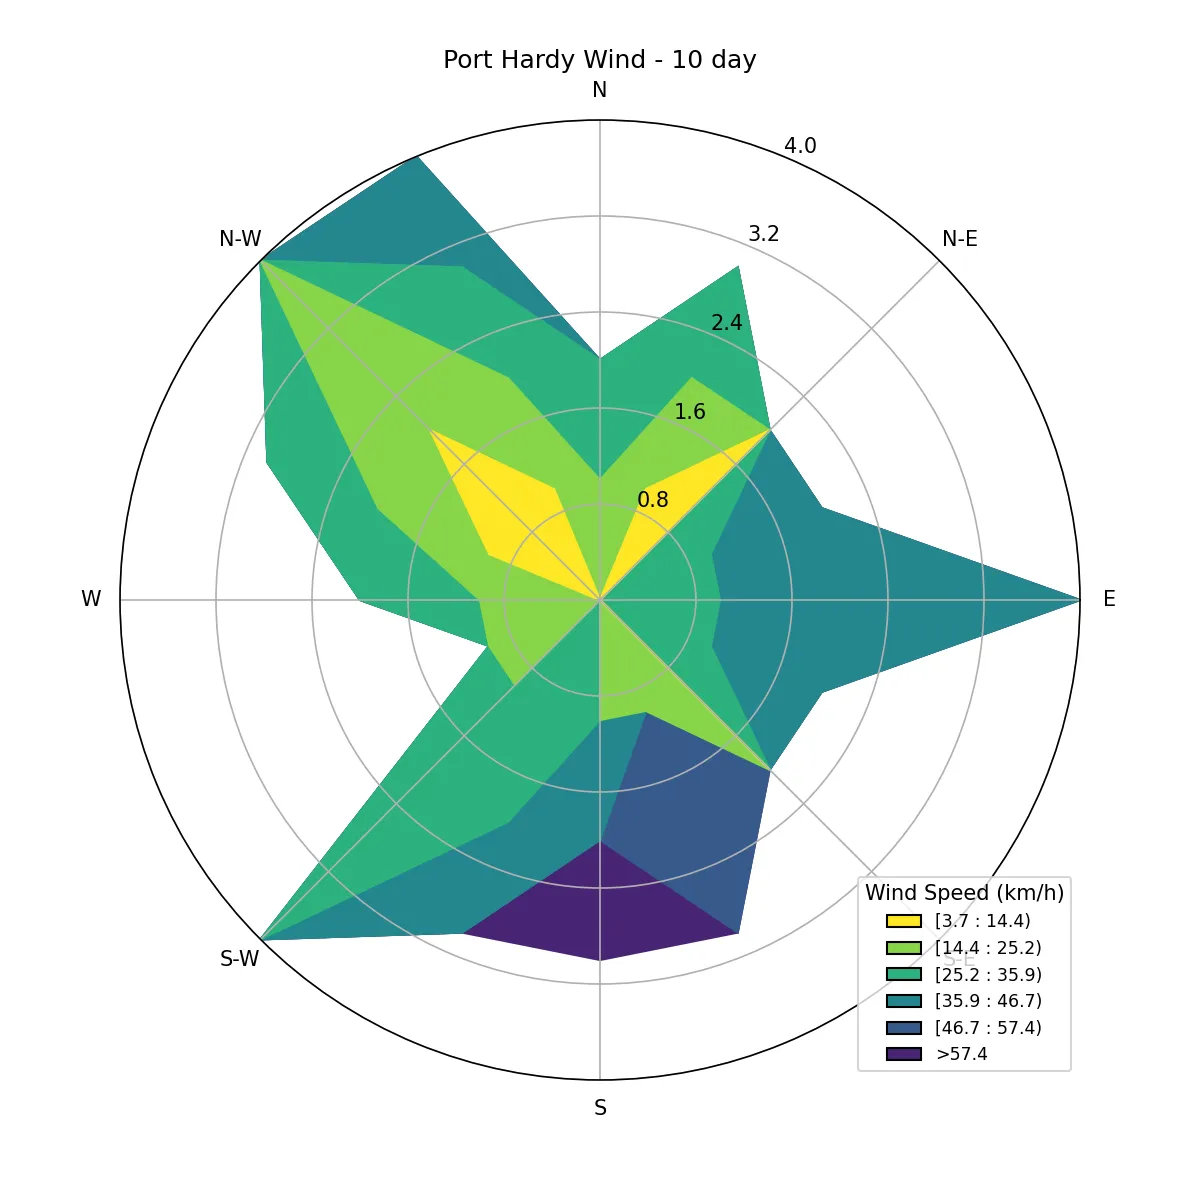 Port Hardy Wind - 10 day
N
4.0
N-W
3.2
N-E
2.4
1.6
0.8
W
E
Wind Speed (km/h)
[3.7 : 14.4)
[14.4 : 25.2)
[25.2 : 35.9)
[35.9 : 46.7)
[46.7 : 57.4)
>57.4
S-W
S-E
S